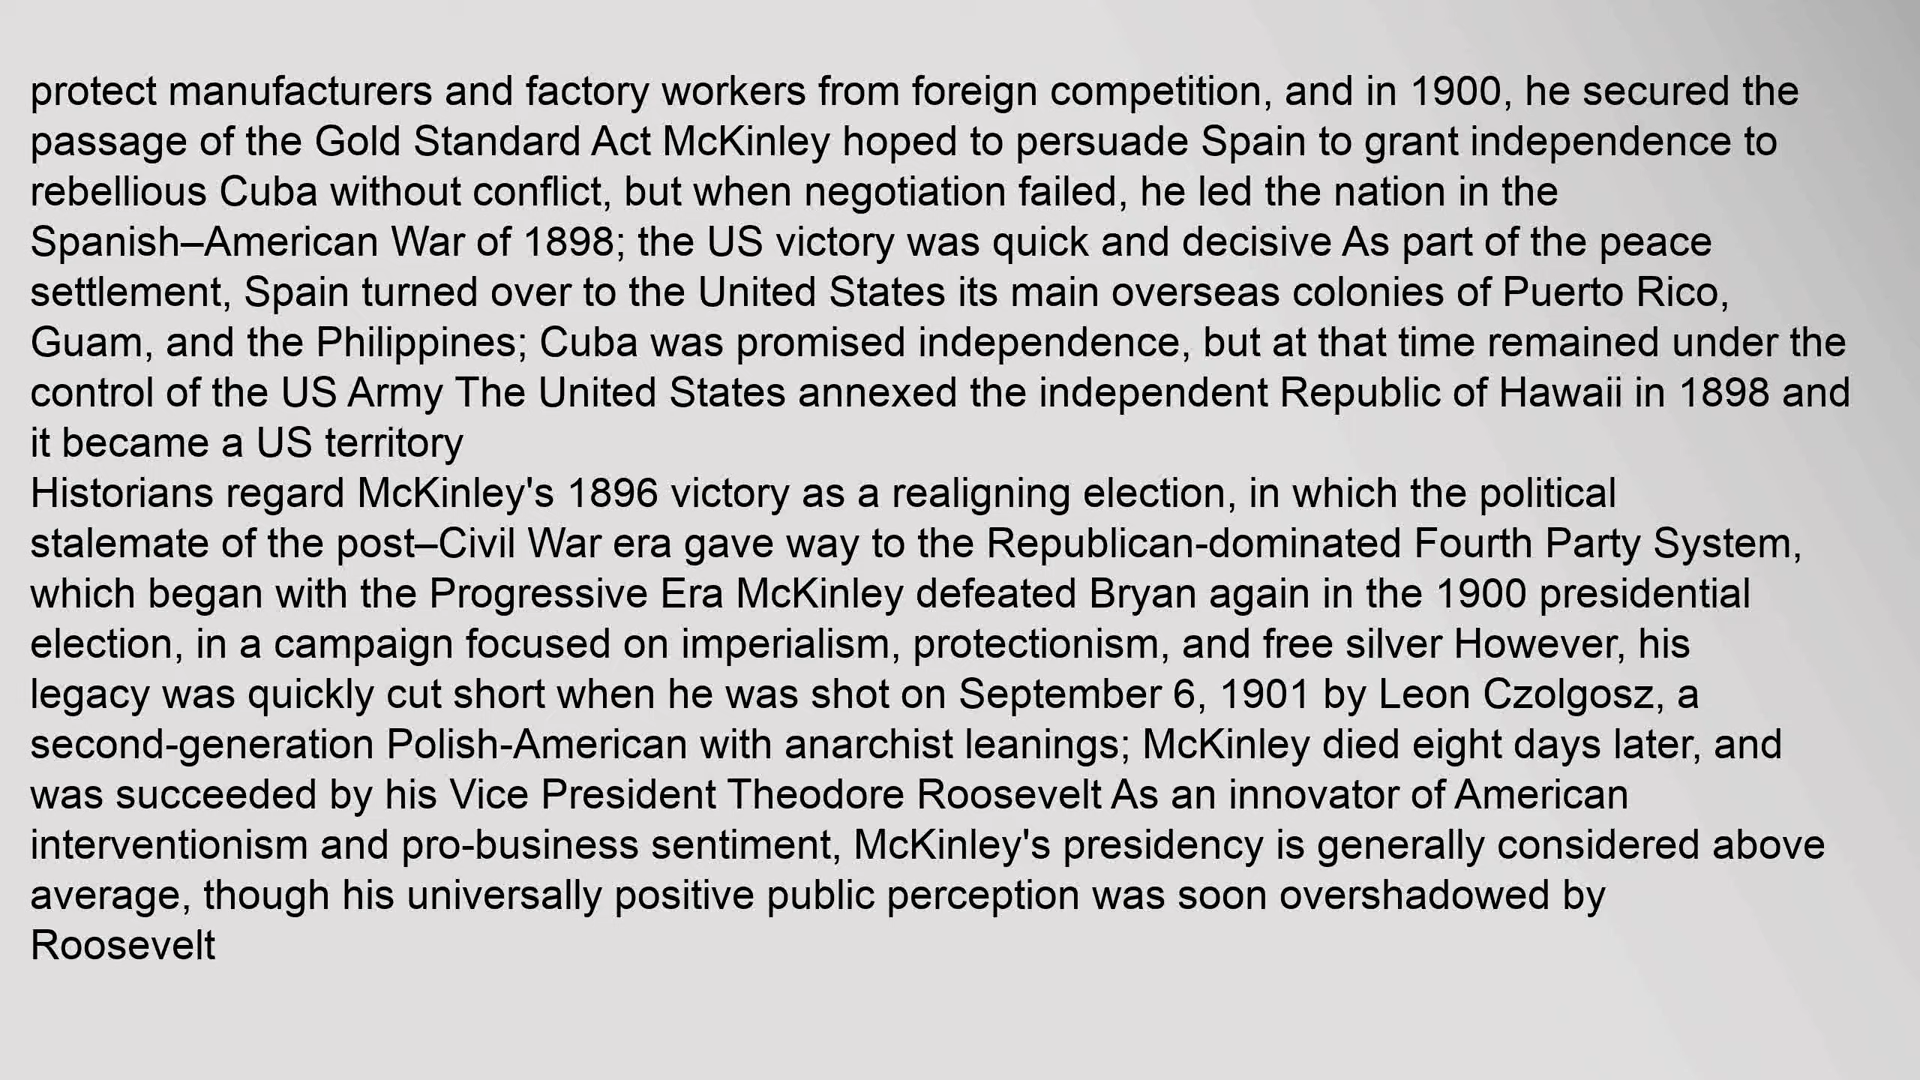 protect manufacturers and factory workers from foreign competition, and in 1900, he secured the
passage of the Gold Standard Act McKinley hoped to persuade Spain to grant independence to
rebellious Cuba without conflict, but when negotiation failed, he led the nation in the
Spanish–American War of 1898; the US victory was quick and decisive As part of the peace
settlement, Spain turned over to the United States its main overseas colonies of Puerto Rico,
Guam, and the Philippines; Cuba was promised independence, but at that time remained under the
control of the US Army The United States annexed the independent Republic of Hawaii in 1898 and
it became a US territory
Historians regard McKinley's 1896 victory as a realigning election, in which the political
stalemate of the post–Civil War era gave way to the Republican-dominated Fourth Party System,
which began with the Progressive Era McKinley defeated Bryan again in the 1900 presidential
election, in a campaign focused on imperialism, protectionism, and free silver However, his
legacy was quickly cut short when he was shot on September 6, 1901 by Leon Czolgosz, a
second-generation Polish-American with anarchist leanings; McKinley died eight days later, and
was succeeded by his Vice President Theodore Roosevelt As an innovator of American
interventionism and pro-business sentiment, McKinley's presidency is generally considered above
average, though his universally positive public perception was soon overshadowed by
Roosevelt